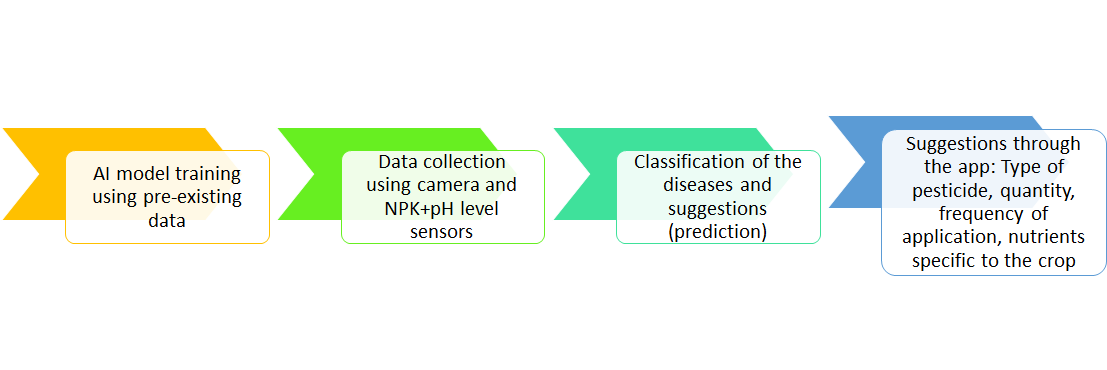 AI model training
using pre-existing
data
Data collection
using camera and
NPK+pH level
sensors
Classification of the
diseases and
suggestions
(prediction)
Suggestions through
the app: Type of
pesticide, quantity,
frequency of
application, nutrients
specific to the crop